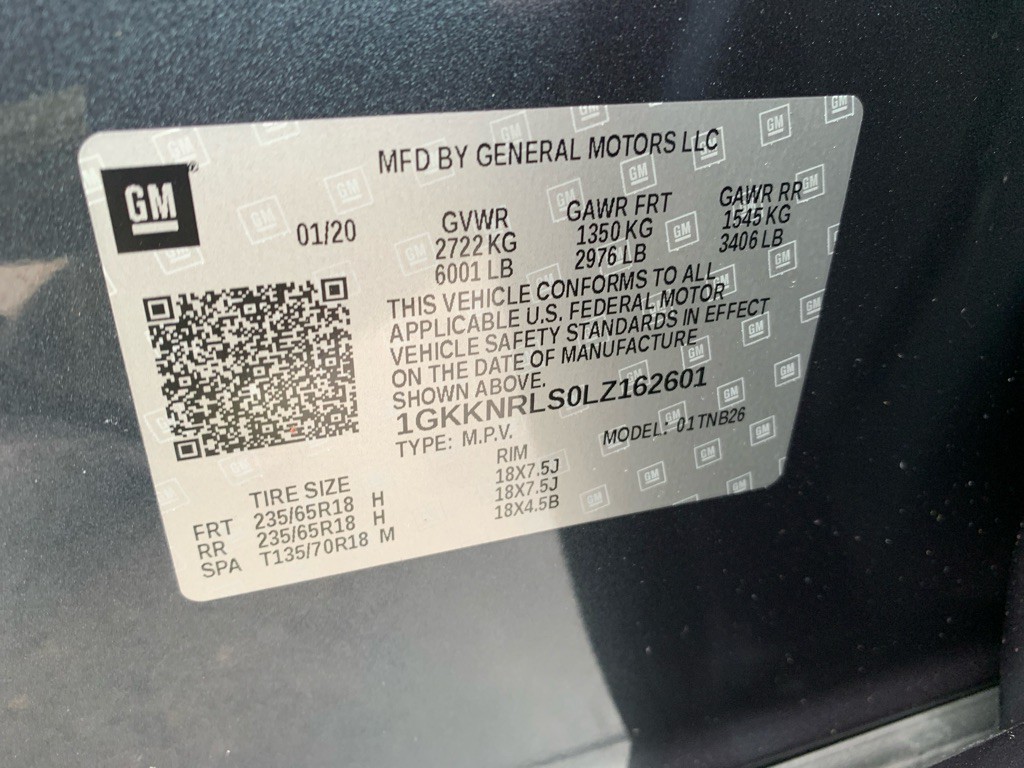 GM
MFD BY GENERAL MOTORS LLC
01/20
GVWR GAWR FRT GAWR RR
2722 KG 1350 KG 1545 KG
6001 LB 2976 LB 3406 LB
THIS VEHICLE CONFORMS TO ALL
APPLICABLE U.S. FEDERAL MOTOR
VEHICLE SAFETY STANDARDS IN EFFECT
ON THE DATE OF MANUFACTURE
SHOWN ABOVE.
1GKKNRLS0LZ162601
TYPE: M.P.V. MODEL: 01TNB26
TIRE SIZE RIM
FRT 235/65R18 H 18X7.5J
RR 235/65R18 H 18X7.5J
SPA T135/70R18 M 18X4.5B